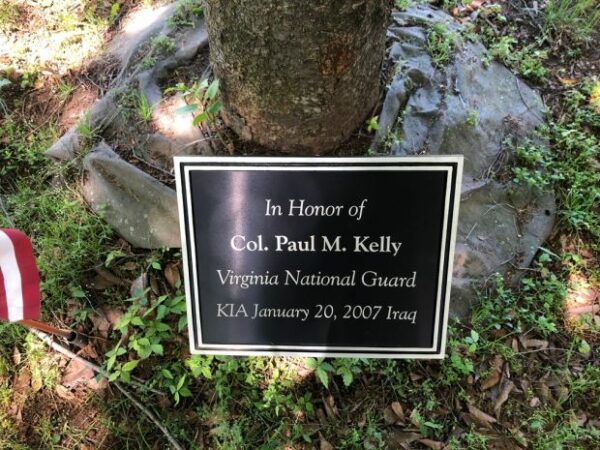 In Honor of
Col. Paul M. Kelly
Virginia National Guard
KIA January 20, 2007 Iraq